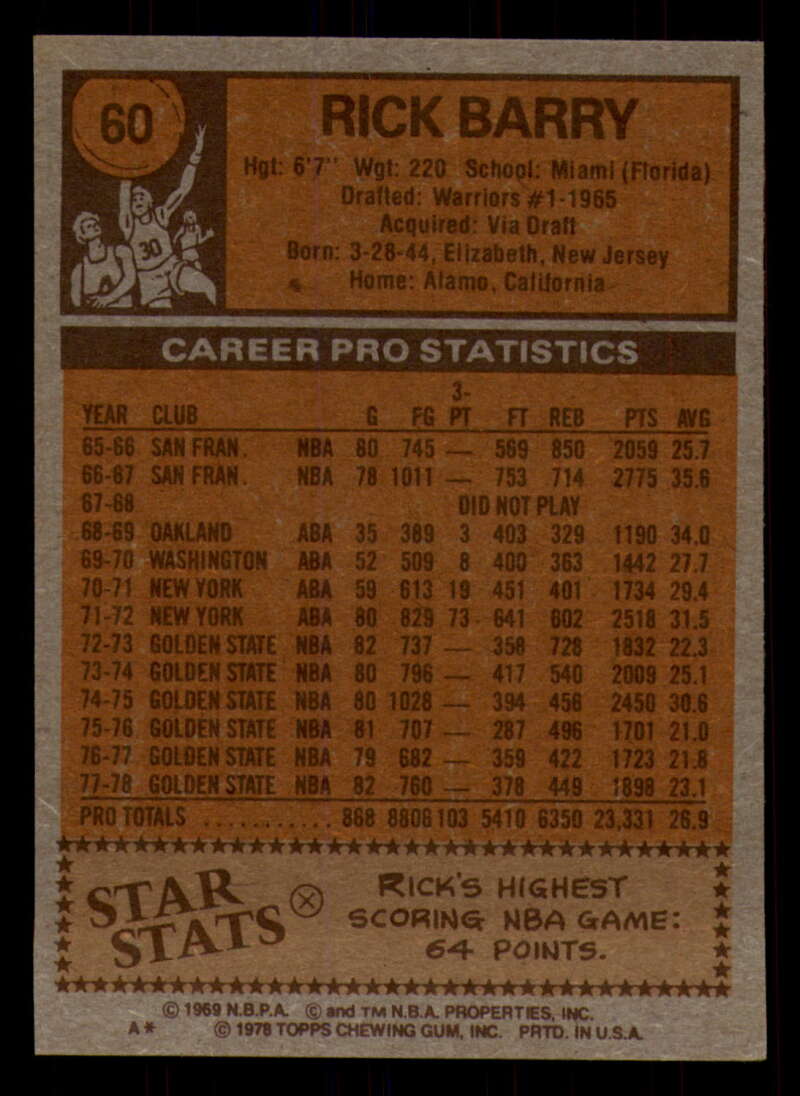 60
30
RICK BARRY
Hgt: 6'7" Wgt: 220 School: Miami (Florida)
Drafted: Warriors #1-1965
Acquired: Via Draft
Born: 3-28-44, Elizabeth, New Jersey
Home: Alamo, California
CAREER PRO STATISTICS
YEAR CLUB G FG 3-PT FT REB PTS AVG
65-66 SAN FRAN. NBA 80 745 — 569 850 2059 25.7
66-67 SAN FRAN. NBA 78 1011 — 753 714 2775 35.6
67-68 DID NOT PLAY
68-69 OAKLAND ABA 35 389 3 403 329 1190 34.0
69-70 WASHINGTON ABA 52 509 8 400 363 1442 27.7
70-71 NEW YORK ABA 59 613 19 451 401 1734 29.4
71-72 NEW YORK ABA 80 829 73 641 602 2518 31.5
72-73 GOLDEN STATE NBA 82 737 — 358 728 1832 22.3
73-74 GOLDEN STATE NBA 80 796 — 417 540 2009 25.1
74-75 GOLDEN STATE NBA 80 1028 — 394 456 2450 30.6
75-76 GOLDEN STATE NBA 81 707 — 287 496 1701 21.0
76-77 GOLDEN STATE NBA 79 682 — 359 422 1723 21.8
77-78 GOLDEN STATE NBA 82 760 — 378 449 1898 23.1
PRO TOTALS ........... 868 8806 103 5410 6350 23,331 26.9
STAR STATS
RICK'S HIGHEST
SCORING NBA GAME:
64 POINTS.
© 1969 N.B.P.A. © and TM N.B.A. PROPERTIES, INC.
A* © 1978 TOPPS CHEWING GUM, INC. PRTD. IN U.S.A.